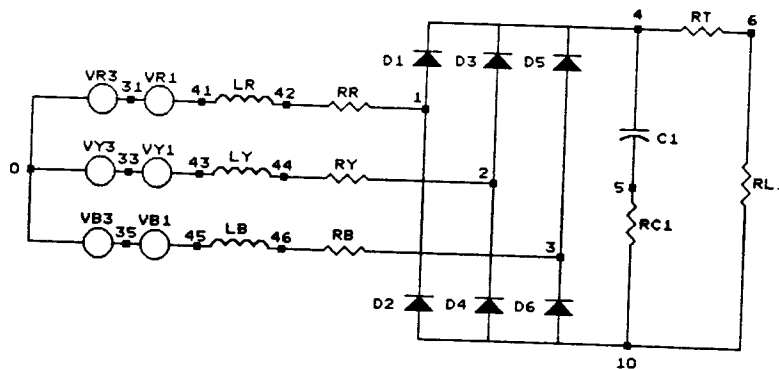 4 RT 6
D1 D3 D5
VR3 31 VR1 41 LR 42 RR 1
C1
0 VY3 33 VY1 43 LY 44 RY 2
5 RL
VB3 35 VB1 45 LB 46 RB 3
RC1
D2 D4 D6
10